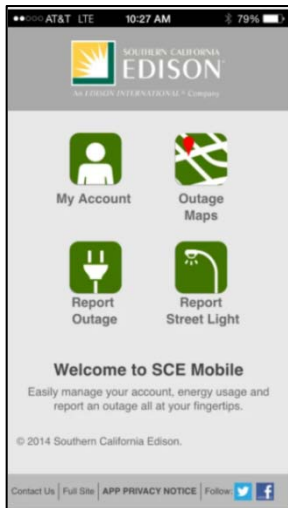 AT&T LTE 10:27 AM 79%
SOUTHERN CALIFORNIA
EDISON
An EDISON INTERNATIONAL® Company
My Account
Outage
Maps
Report
Outage
Report
Street Light
Welcome to SCE Mobile
Easily manage your account, energy usage and
report an outage all at your fingertips.
© 2014 Southern California Edison.
Contact Us | Full Site | APP PRIVACY NOTICE | Follow: